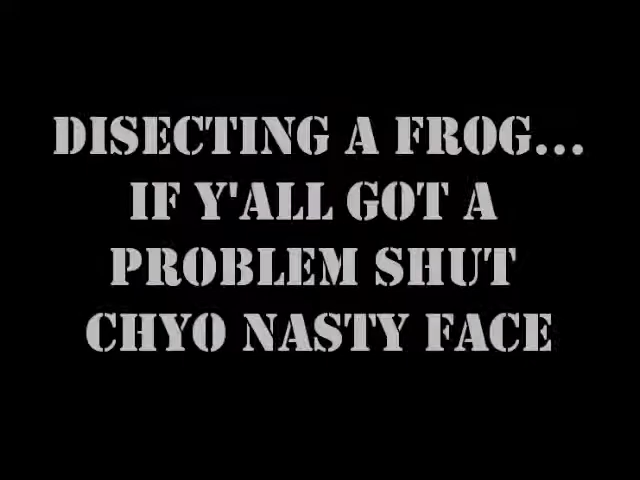 DISECTING A FROG...
IF Y'ALL GOT A
PROBLEM SHUT
CHYO NASTY FACE